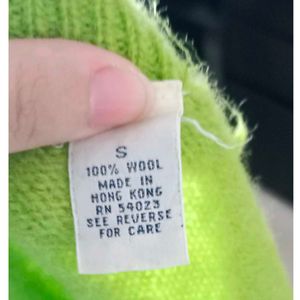 S
100% WOOL
MADE IN
HONG KONG
RN 54023
SEE REVERSE
FOR CARE